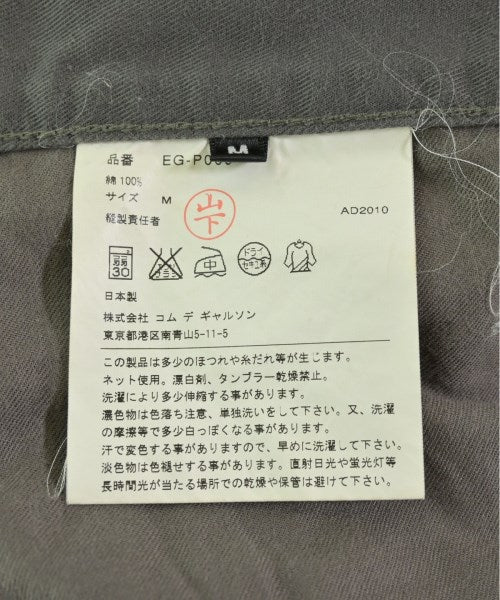 M
品番 EG-P0
綿 100%
サイズ M
縫製責任者 山下
AD2010
弱 30 中 ドライ セキユ系
日本製
株式会社 コム デ ギャルソン
東京都港区南青山5-11-5
この製品は多少のほつれや糸だれ等が生じます。
ネット使用。漂白剤、タンブラー乾燥禁止。
洗濯により多少伸縮する事があります。
濃色物は色落ち注意、単独洗いをして下さい。又、洗濯
の摩擦等で多少白っぽくなる事があります。
汗で変色する事がありますので、早めに洗濯して下さい。
淡色物は色褪せする事があります。直射日光や蛍光灯等
長時間光が当たる場所での乾燥や保管は避けて下さい。